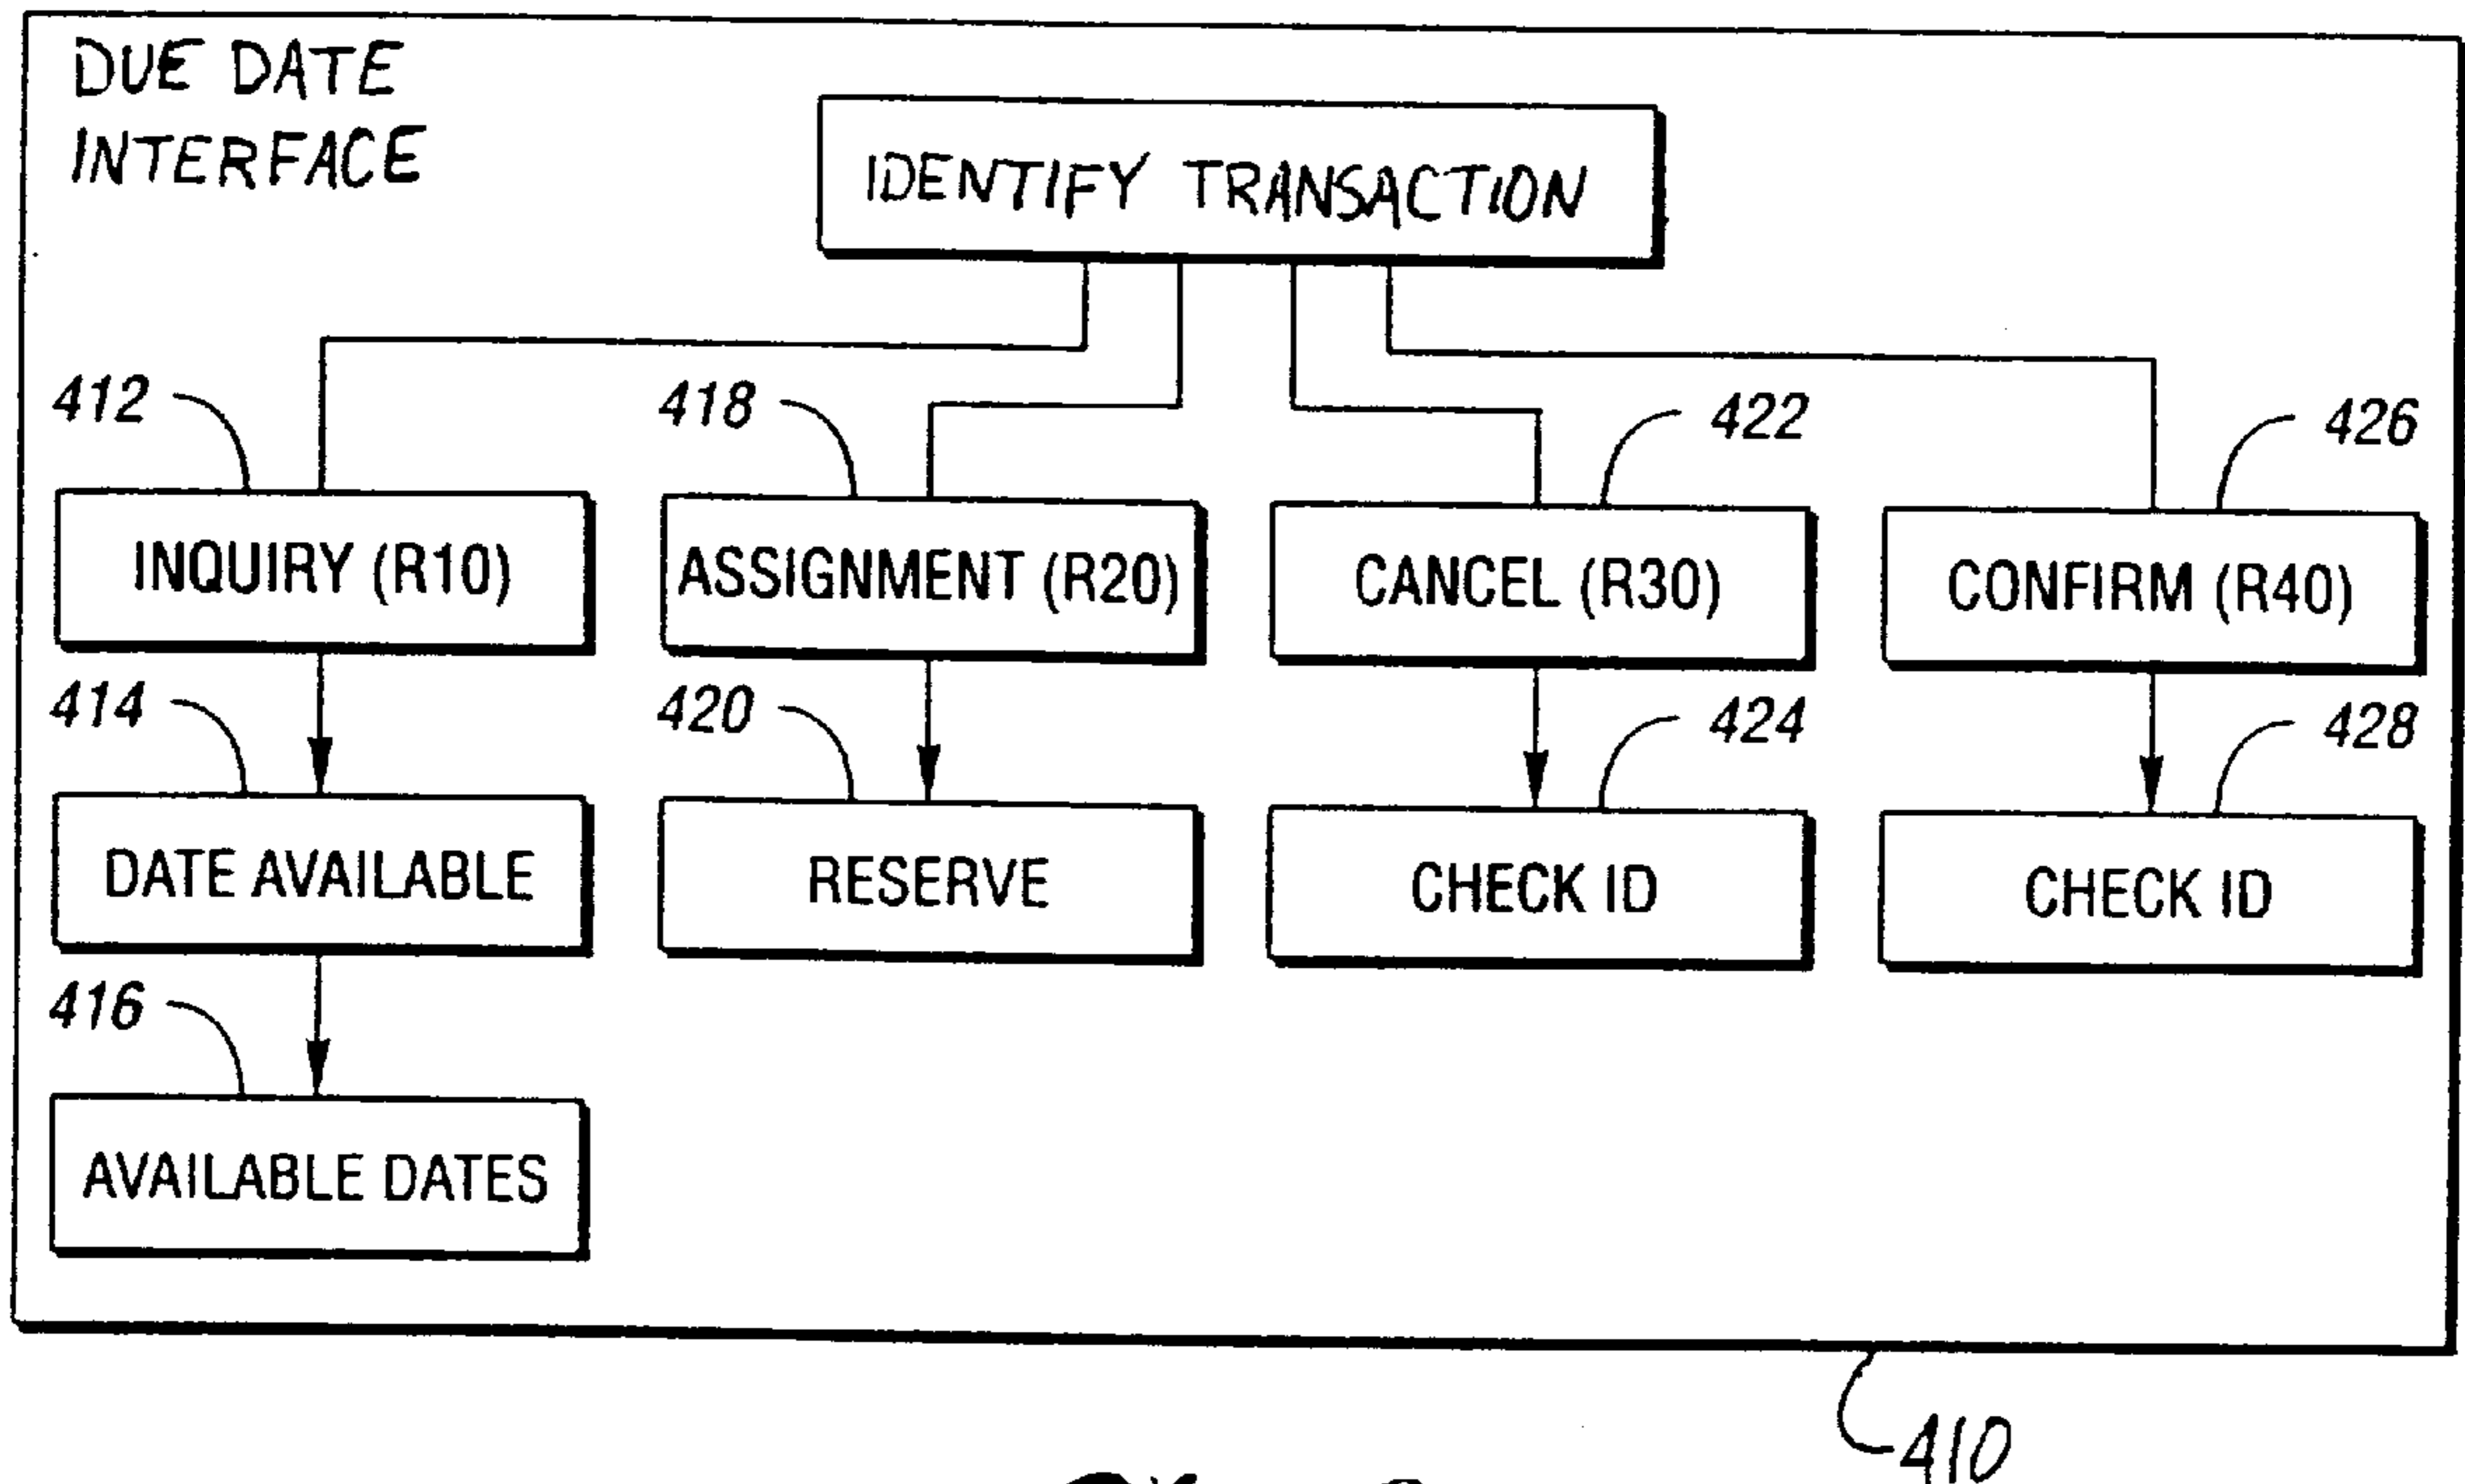 DUE DATE
INTERFACE
IDENTIFY TRANSACTION
412
418
422
426
INQUIRY (R10)
ASSIGNMENT (R20)
CANCEL (R30)
CONFIRM (R40)
414
420
424
428
DATE AVAILABLE
RESERVE
CHECK ID
CHECK ID
416
AVAILABLE DATES
410